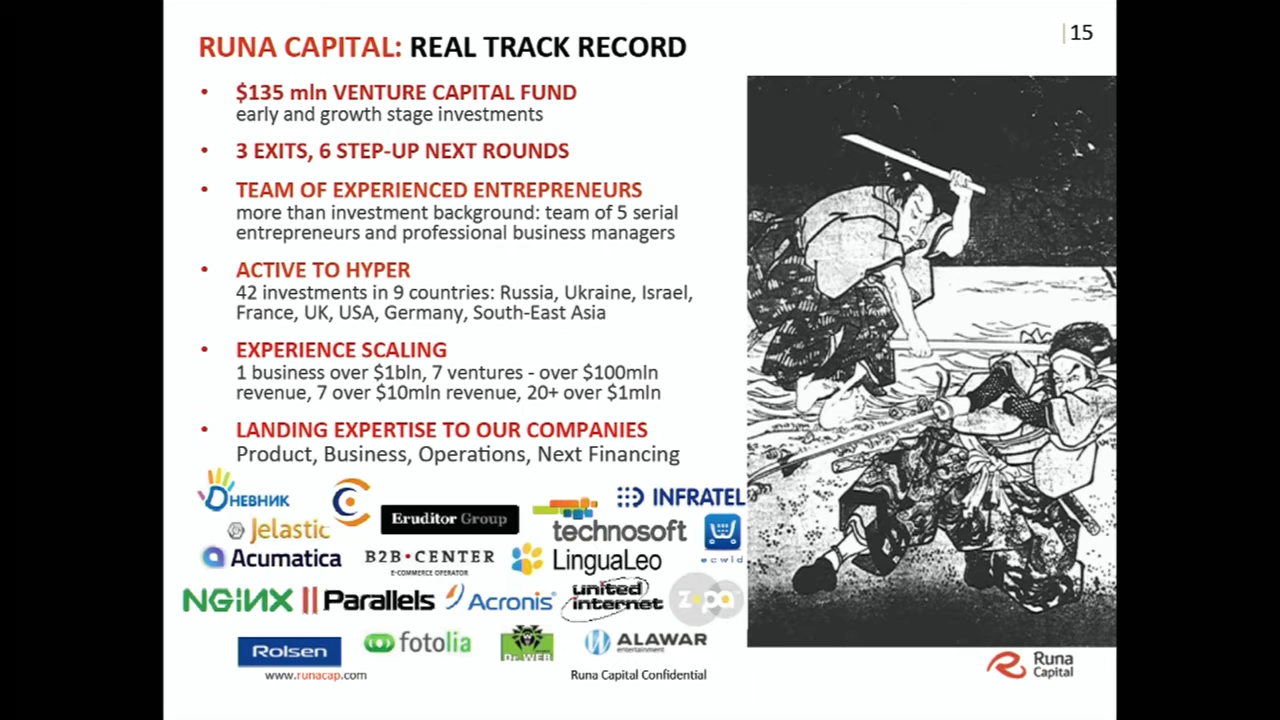 RUNA CAPITAL: REAL TRACK RECORD
15
• $135 mln VENTURE CAPITAL FUND
early and growth stage investments
• 3 EXITS, 6 STEP-UP NEXT ROUNDS
• TEAM OF EXPERIENCED ENTREPRENEURS
more than investment background: team of 5 serial
entrepreneurs and professional business managers
• ACTIVE TO HYPER
42 investments in 9 countries: Russia, Ukraine, Israel,
France, UK, USA, Germany, South-East Asia
• EXPERIENCE SCALING
1 business over $1bln, 7 ventures - over $100mln
revenue, 7 over $10mln revenue, 20+ over $1mln
• LANDING EXPERTISE TO OUR COMPANIES
Product, Business, Operations, Next Financing
ДНЕВНИК
INFRATEL
Jelastic
Eruditor Group
technosoft
ecwid
Acumatica
B2B•CENTER
E-COMMERCE OPERATOR
LinguaLeo
NGINX
Parallels
Acronis
united
internet
zopa
Rolsen
fotolia
Dr.WEB
ALAWAR
entertainment
www.runacap.com
Runa Capital Confidential
Runa
Capital